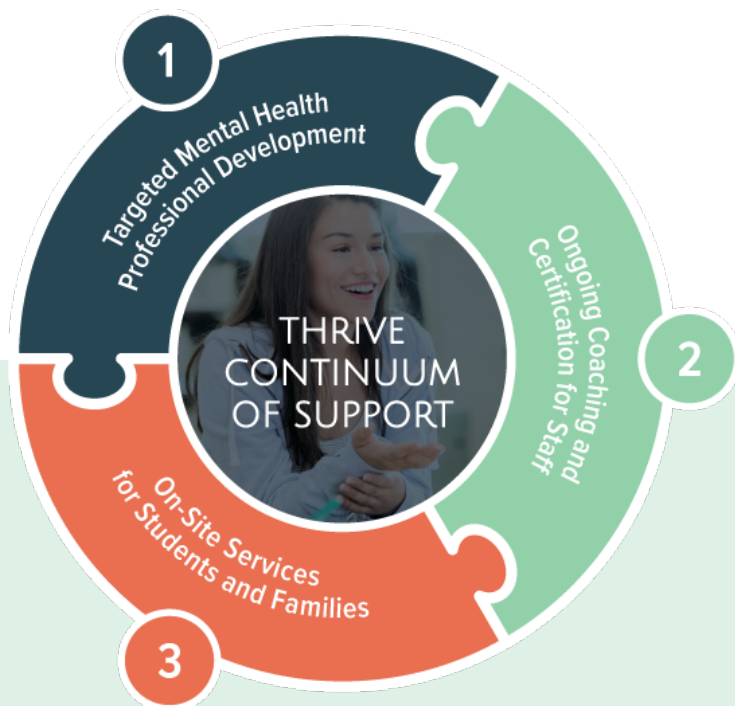 1
Targeted Mental Health
Professional Development
Ongoing Coaching and
Certification for Staff
2
THRIVE
CONTINUUM
OF SUPPORT
On-Site Services
for Students and Families
3